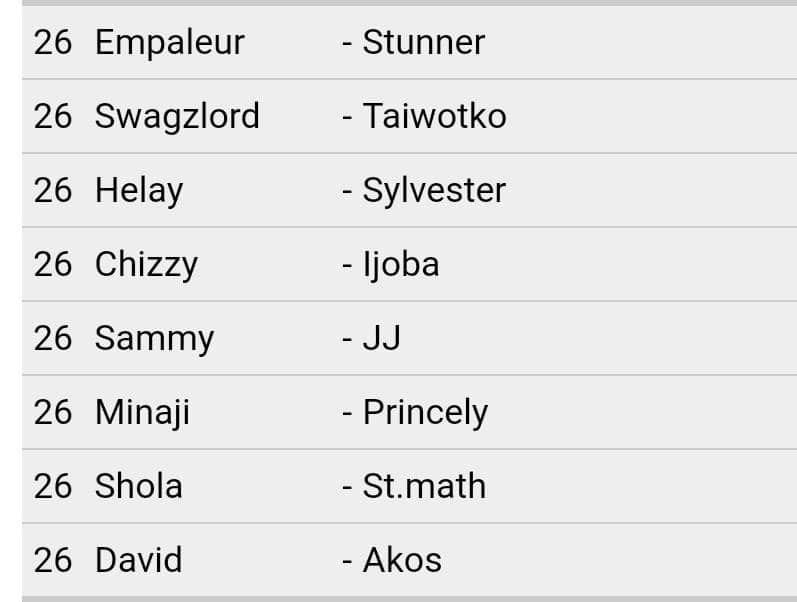 26 Empaleur - Stunner
26 Swagzlord - Taiwotko
26 Helay - Sylvester
26 Chizzy - Ijoba
26 Sammy - JJ
26 Minaji - Princely
26 Shola - St.math
26 David - Akos